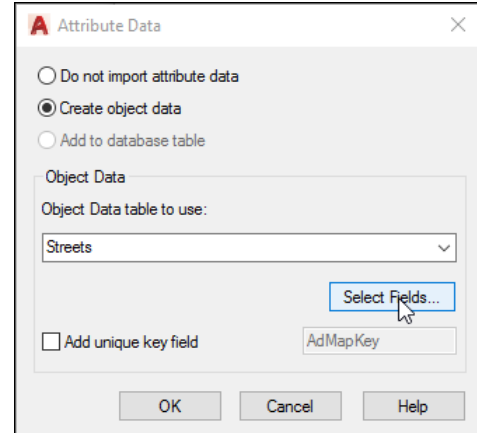 A Attribute Data
Do not import attribute data
Create object data
Add to database table
Object Data
Object Data table to use:
Streets
Select Fields...
Add unique key field AdMapKey
OK Cancel Help